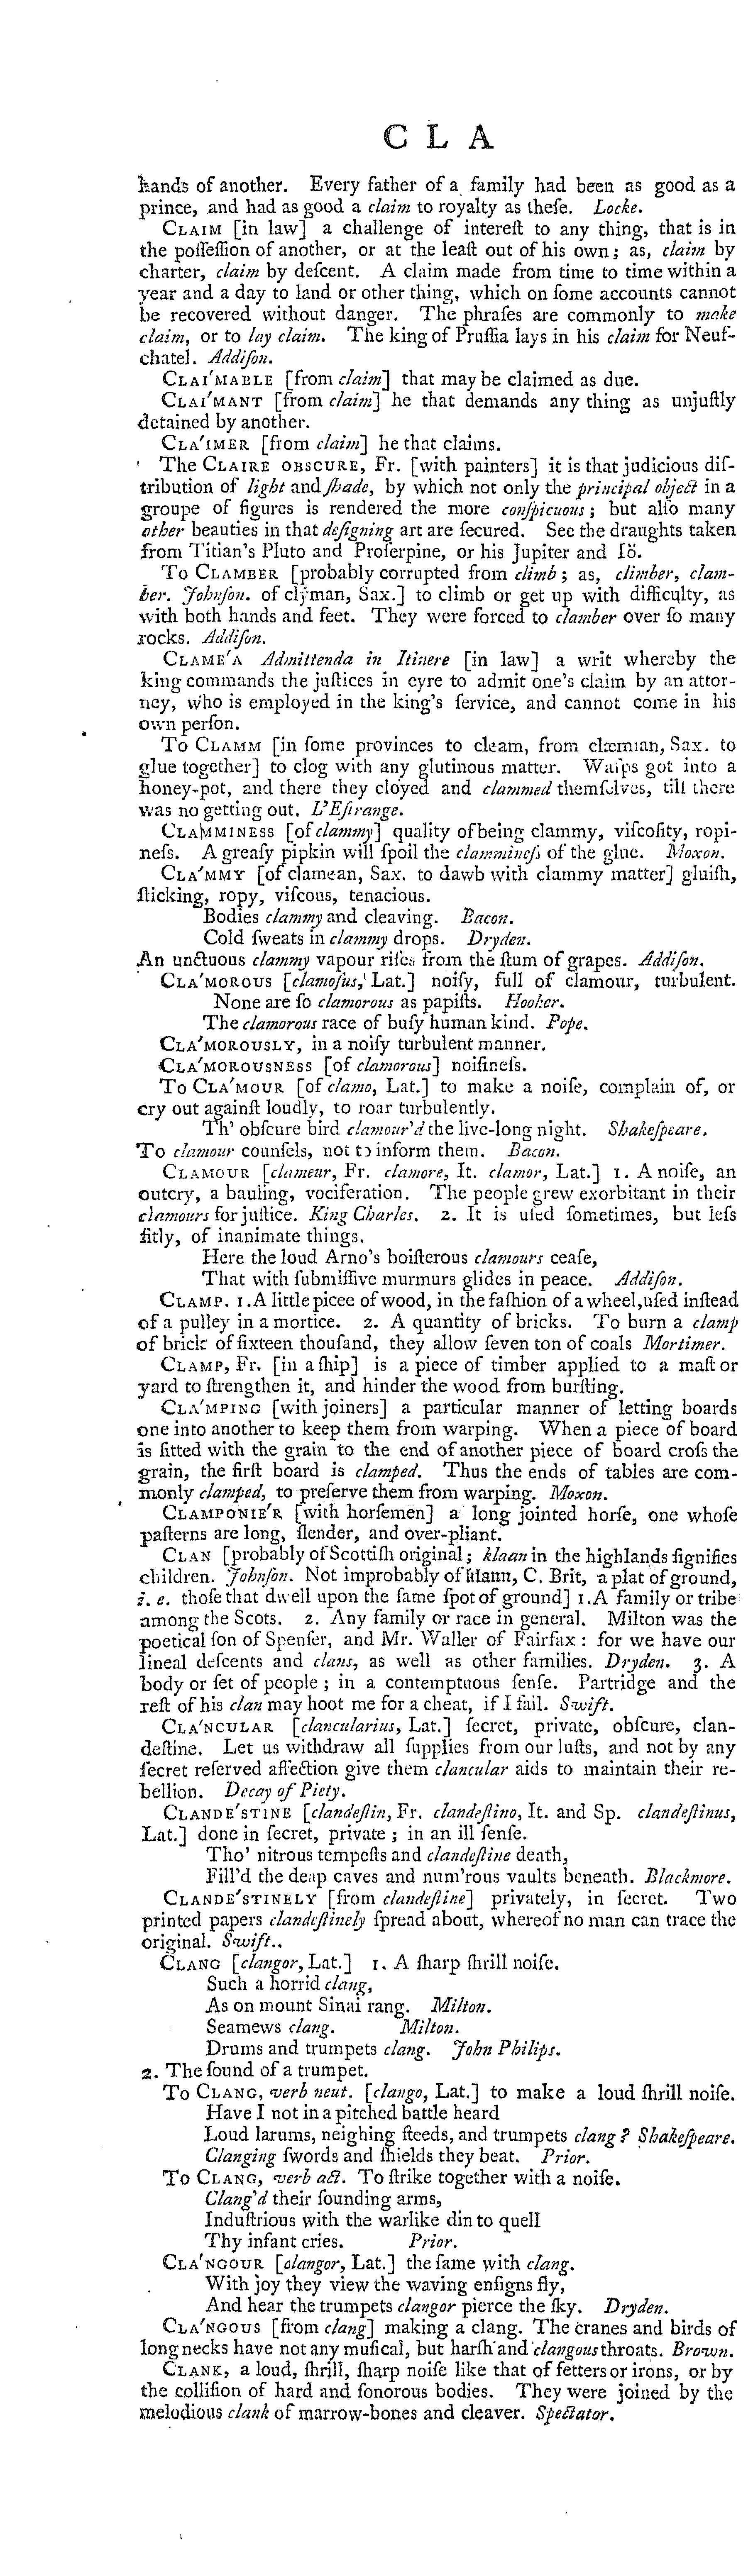 C L A
hands of another. Every father of a family had been as good as a
prince, and had as good a claim to royalty as theſe. Locke.
CLAIM [in law] a challenge of intereſt to any thing, that is in
the poſſeſſion of another, or at the leaſt out of his own; as, claim by
charter, claim by deſcent. A claim made from time to time within a
year and a day to land or other thing, which on ſome accounts cannot
be recovered without danger. The phraſes are commonly to make
claim, or to lay claim. The king of Pruſſia lays in his claim for Neuf-
chatel. Addiſon.
CLAI'MABLE [from claim] that may be claimed as due.
CLAI'MANT [from claim] he that demands any thing as unjuſtly
detained by another.
CLA'IMER [from claim] he that claims.
The CLAIRE OBSCURE, Fr. [with painters] it is that judicious diſ-
tribution of light and ſhade, by which not only the principal object in a
groupe of figures is rendered the more conſpicuous; but alſo many
other beauties in that deſigning art are ſecured. See the draughts taken
from Titian's Pluto and Proſerpine, or his Jupiter and Iö.
To CLAMBER [probably corrupted from climb; as, climber, clam-
ber. Johnſon. of clyman, Sax.] to climb or get up with difficulty, as
with both hands and feet. They were forced to clamber over ſo many
rocks. Addiſon.
CLAME'A Admittenda in Itinere [in law] a writ whereby the
king commands the juſtices in eyre to admit one's claim by an attor-
ney, who is employed in the king's ſervice, and cannot come in his
own perſon.
To CLAMM [in ſome provinces to cleam, from clæmian, Sax. to
glue together] to clog with any glutinous matter. Waſps got into a
honey-pot, and there they cloyed and clammed themſelves, till there
was no getting out. L'Eſtrange.
CLAMMINESS [of clammy] quality of being clammy, viſcoſity, ropi-
neſs. A greaſy pipkin will ſpoil the clammineſs of the glue. Moxon.
CLA'MMY [of clamean, Sax. to dawb with clammy matter] gluiſh,
ſticking, ropy, viſcous, tenacious.
Bodies clammy and cleaving. Bacon.
Cold ſweats in clammy drops. Dryden.
An unctuous clammy vapour riſes from the ſtum of grapes. Addiſon.
CLA'MOROUS [clamoſus, Lat.] noiſy, full of clamour, turbulent.
None are ſo clamorous as papiſts. Hooker.
The clamorous race of buſy human kind. Pope.
CLA'MOROUSLY, in a noiſy turbulent manner.
CLA'MOROUSNESS [of clamorous] noiſineſs.
To CLA'MOUR [of clamo, Lat.] to make a noiſe, complain of, or
cry out againſt loudly, to roar turbulently.
Th' obſcure bird clamour'd the live-long night. Shakeſpeare.
To clamour counſels, not to inform them. Bacon.
CLAMOUR [clameur, Fr. clamore, It. clamor, Lat.] 1. A noiſe, an
outcry, a bauling, vociferation. The people grew exorbitant in their
clamours for juſtice. King Charles. 2. It is uſed ſometimes, but leſs
fitly, of inanimate things.
Here the loud Arno's boiſterous clamours ceaſe,
That with ſubmiſſive murmurs glides in peace. Addiſon.
CLAMP. 1. A little piece of wood, in the faſhion of a wheel, uſed inſtead
of a pulley in a mortice. 2. A quantity of bricks. To burn a clamp
of brick of ſixteen thouſand, they allow ſeven ton of coals Mortimer.
CLAMP, Fr. [in a ſhip] is a piece of timber applied to a maſt or
yard to ſtrengthen it, and hinder the wood from burſting.
CLA'MPING [with joiners] a particular manner of letting boards
one into another to keep them from warping. When a piece of board
is fitted with the grain to the end of another piece of board croſs the
grain, the firſt board is clamped. Thus the ends of tables are com-
monly clamped, to preſerve them from warping. Moxon.
CLAMPONIE'R [with horſemen] a long jointed horſe, one whoſe
paſterns are long, ſlender, and over-pliant.
CLAN [probably of Scottiſh original; klaan in the highlands ſignifies
children. Johnſon. Not improbably of Klann, C. Brit, a plat of ground,
i. e. thoſe that dwell upon the ſame ſpot of ground] 1. A family or tribe
among the Scots. 2. Any family or race in general. Milton was the
poetical ſon of Spenſer, and Mr. Waller of Fairfax: for we have our
lineal deſcents and clans, as well as other families. Dryden. 3. A
body or ſet of people; in a contemptuous ſenſe. Partridge and the
reſt of his clan may hoot me for a cheat, if I fail. Swift.
CLA'NCULAR [clancularius, Lat.] ſecret, private, obſcure, clan-
deſtine. Let us withdraw all ſupplies from our luſts, and not by any
ſecret reſerved affection give them clancular aids to maintain their re-
bellion. Decay of Piety.
CLANDE'STINE [clandeſtin, Fr. clandeſtino, It. and Sp. clandeſtinus,
Lat.] done in ſecret, private; in an ill ſenſe.
Tho' nitrous tempeſts and clandeſtine death,
Fill'd the deap caves and num'rous vaults beneath. Blackmore.
CLANDE'STINELY [from clandeſtine] privately, in ſecret. Two
printed papers clandeſtinely ſpread about, whereof no man can trace the
original. Swift..
CLANG [clangor, Lat.] 1. A ſharp ſhrill noiſe.
Such a horrid clang,
As on mount Sinai rang. Milton.
Seamews clang. Milton.
Drums and trumpets clang. John Philips.
2. The ſound of a trumpet.
To CLANG, verb neut. [clango, Lat.] to make a loud ſhrill noiſe.
Have I not in a pitched battle heard
Loud larums, neighing ſteeds, and trumpets clang? Shakeſpeare.
Clanging ſwords and ſhields they beat. Prior.
To CLANG, verb act. To ſtrike together with a noiſe.
Clang'd their ſounding arms,
Induſtrious with the warlike din to quell
Thy infant cries. Prior.
CLA'NGOUR [clangor, Lat.] the ſame with clang.
With joy they view the waving enſigns fly,
And hear the trumpets clangor pierce the ſky. Dryden.
CLA'NGOUS [from clang] making a clang. The cranes and birds of
long necks have not any muſical, but harſh and clangous throats. Brown.
CLANK, a loud, ſhrill, ſharp noiſe like that of fetters or irons, or by
the colliſion of hard and ſonorous bodies. They were joined by the
melodious clank of marrow-bones and cleaver. Spectator.